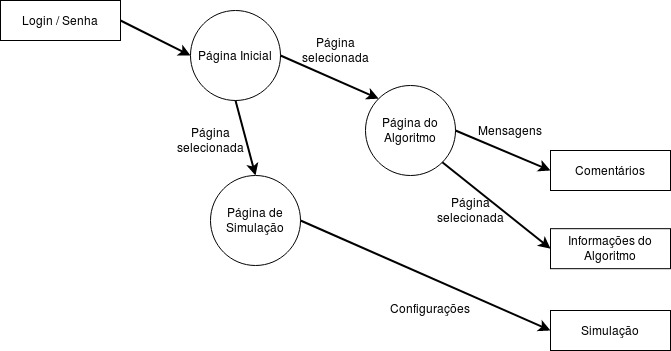 Login / Senha
Página Inicial
Página
selecionada
Página
selecionada
Página do
Algoritmo
Mensagens
Comentários
Página de
Simulação
Página
selecionada
Informações do
Algoritmo
Configurações
Simulação